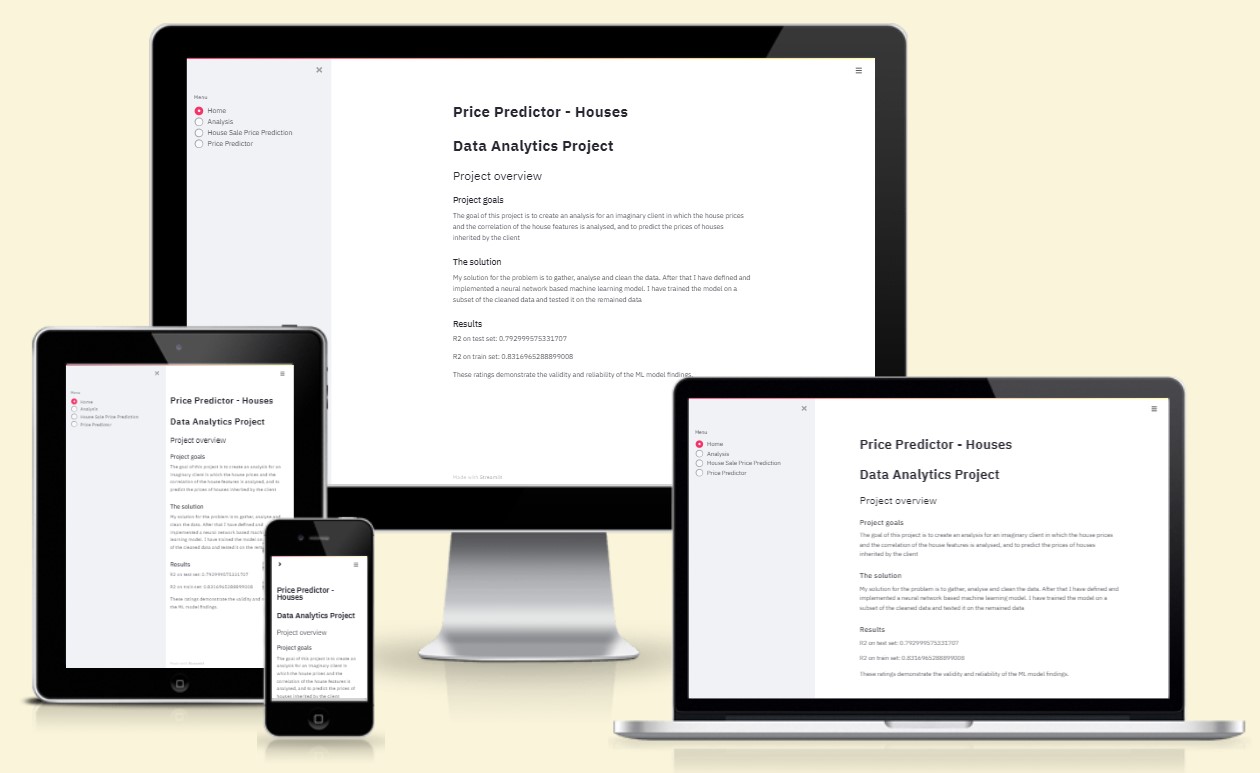 Menu
Home
Analysis
House Sale Price Prediction
Price Predictor
Price Predictor - Houses
Data Analytics Project
Project overview
Project goals
The goal of this project is to create an analysis for an imaginary client in which the house prices
and the correlation of the house features is analysed, and to predict the prices of houses
inherited by the client
The solution
My solution for the problem is to gather, analyse and clean the data. After that I have defined and
implemented a neural network based machine learning model. I have trained the model on a
subset of the cleaned data and tested it on the remained data
Results
R2 on test set: 0.792999575331707
R2 on train set: 0.8316965288899008
These ratings demonstrate the validity and reliability of the ML model findings.
Made with Streamlit
Menu
Home
Analysis
House Sale Price Prediction
Price Predictor
Price Predictor - Houses
Data Analytics Project
Project overview
Project goals
The goal of this project is to create an analysis for an
imaginary client in which the house prices and the
correlation of the house features is analysed, and to
predict the prices of houses inherited by the client
The solution
My solution for the problem is to gather, analyse and
clean the data. After that I have defined and
implemented a neural network based
learning model. I have trained the model on
of the cleaned data and tested it on the
Results
R2 on test set: 0.792999575331707
R2 on train set: 0.8316965288899008
These ratings demonstrate the validity and
the ML model findings.
Price Predictor -
Houses
Data Analytics Project
Project overview
Project goals
The goal of this project is to create an
analysis for an imaginary client in
which the house prices and the
correlation of the house features is
analysed, and to predict the prices of
houses inherited by the client
Menu
Home
Analysis
House Sale Price Prediction
Price Predictor
Price Predictor - Houses
Data Analytics Project
Project overview
Project goals
The goal of this project is to create an analysis for an imaginary client in which the house prices
and the correlation of the house features is analysed, and to predict the prices of houses
inherited by the client
The solution
My solution for the problem is to gather, analyse and clean the data. After that I have defined and
implemented a neural network based machine learning model. I have trained the model on a
subset of the cleaned data and tested it on the remained data
Results
R2 on test set: 0.792999575331707
R2 on train set: 0.8316965288899008
These ratings demonstrate the validity and reliability of the ML model findings.